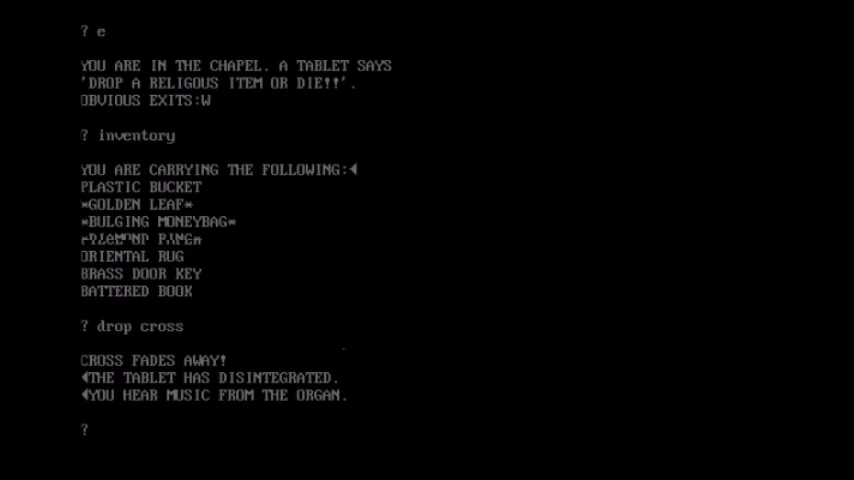 ? e
YOU ARE IN THE CHAPEL. A TABLET SAYS
'DROP A RELIGOUS ITEM OR DIE!!'.
OBVIOUS EXITS:W
? inventory
YOU ARE CARRYING THE FOLLOWING:
PLASTIC BUCKET
*GOLDEN LEAF*
*BULGING MONEYBAG*
ORIENTAL RUG
BRASS DOOR KEY
BATTERED BOOK
? drop cross
CROSS FADES AWAY!
THE TABLET HAS DISINTEGRATED.
YOU HEAR MUSIC FROM THE ORGAN.
?